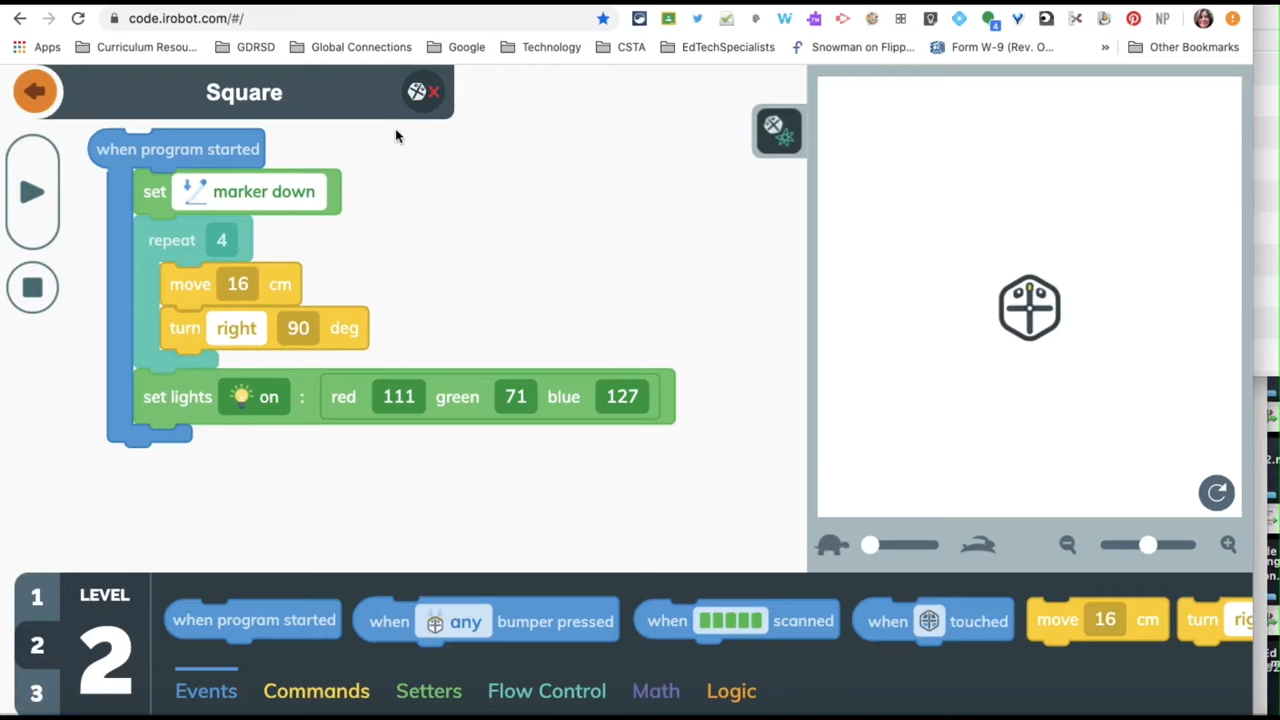 code.irobot.com/#/
NP
4
Apps
Curriculum Resou...
GDRSD
Global Connections
Google
Technology
CSTA
EdTechSpecialists
Snowman on Flipp...
Form W-9 (Rev. O...
»
Other Bookmarks
Square
when program started
set marker down
repeat 4
move 16 cm
turn right 90 deg
set lights on : red 111 green 71 blue 127
1
2
3
LEVEL
2
when program started
when any bumper pressed
when scanned
when touched
move 16 cm
turn
Events
Commands
Setters
Flow Control
Math
Logic